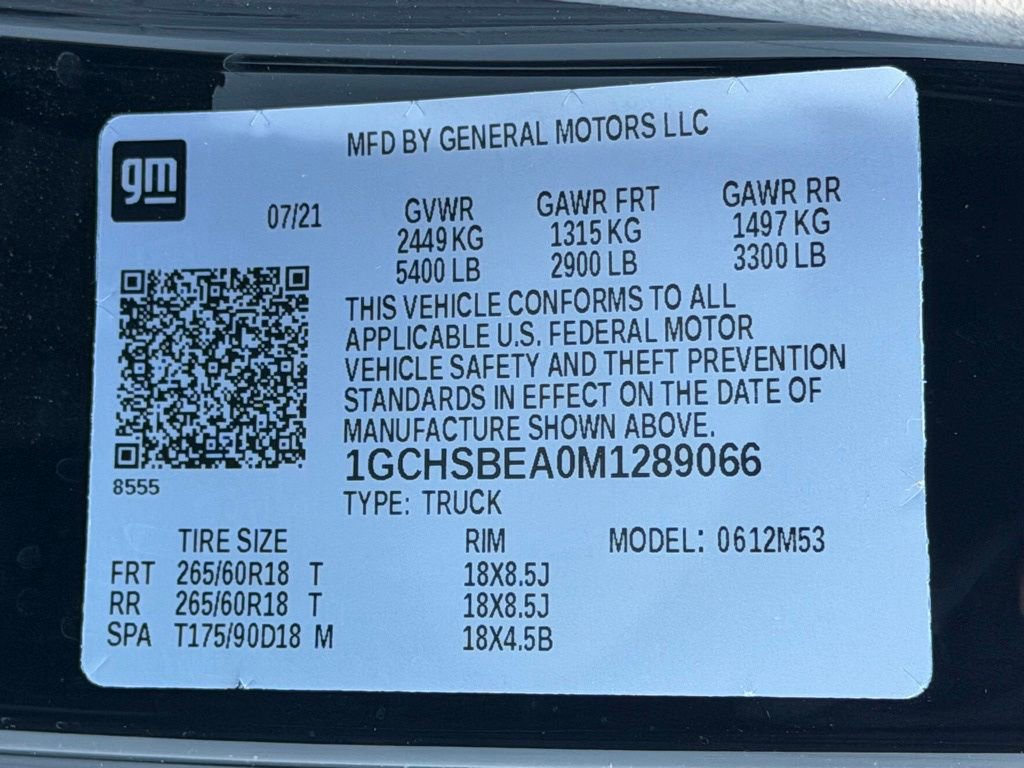 MFD BY GENERAL MOTORS LLC
gm
07/21 GVWR GAWR FRT GAWR RR
2449 KG 1315 KG 1497 KG
5400 LB 2900 LB 3300 LB
THIS VEHICLE CONFORMS TO ALL
APPLICABLE U.S. FEDERAL MOTOR
VEHICLE SAFETY AND THEFT PREVENTION
STANDARDS IN EFFECT ON THE DATE OF
MANUFACTURE SHOWN ABOVE.
1GCHSBEA0M1289066
8555
TYPE: TRUCK
TIRE SIZE RIM MODEL: 0612M53
FRT 265/60R18 T 18X8.5J
RR 265/60R18 T 18X8.5J
SPA T175/90D18 M 18X4.5B